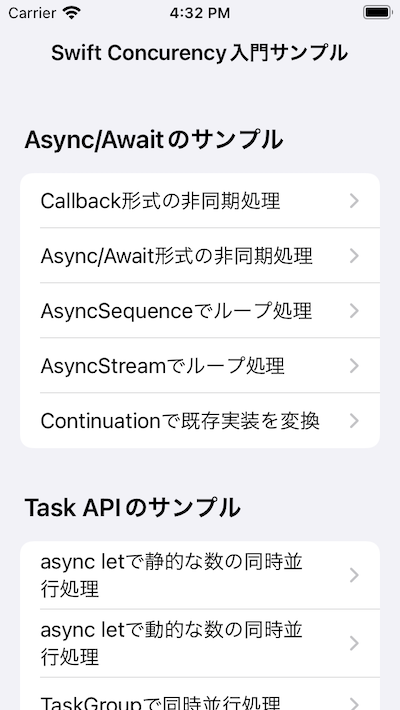 Carrier 4:32 PM
Swift Concurency入門サンプル
Async/Awaitのサンプル
Callback形式の非同期処理
Async/Await形式の非同期処理
AsyncSequenceでループ処理
AsyncStreamでループ処理
Continuationで既存実装を変換
Task APIのサンプル
async letで静的な数の同時並
行処理
async letで動的な数の同時並
行処理
TaskGroupで同時並行処理